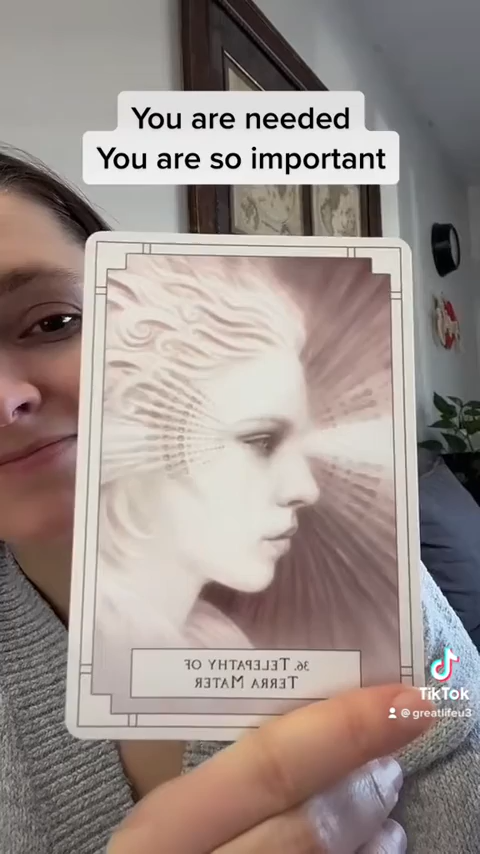 You are needed
You are so important
36. TELEPATHY OF
TERRA MATER
TikTok
@greatlifeu3